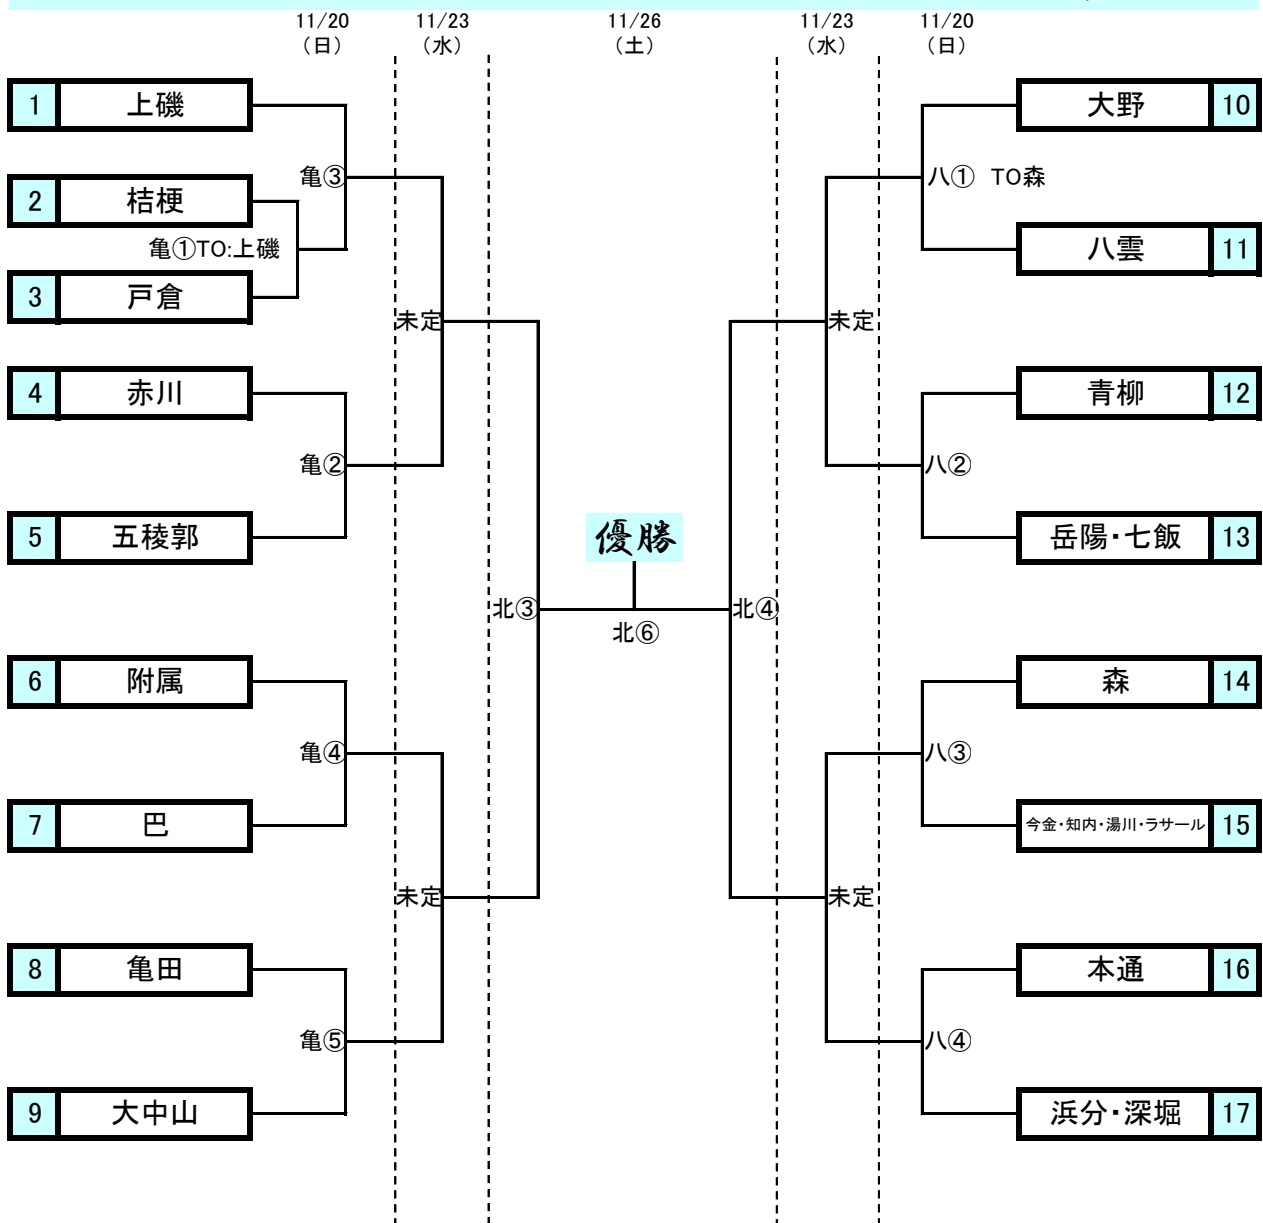 11/20 11/23 11/26 11/23 11/20
(日) (水) (土) (水) (日)
1 上磯 大野 10
亀③ 八① TO森
2 桔梗
亀①TO:上磯 八雲 11
3 戸倉
未定 未定
4 赤川 青柳 12
亀② 八②
5 五稜郭 優勝 岳陽・七飯 13
北③ 北④
北⑥
6 附属 森 14
亀④ 八③
7 巴 今金・知内・湯川・ラサール 15
未定 未定
8 亀田 本通 16
亀⑤ 八④
9 大中山 浜分・深堀 17